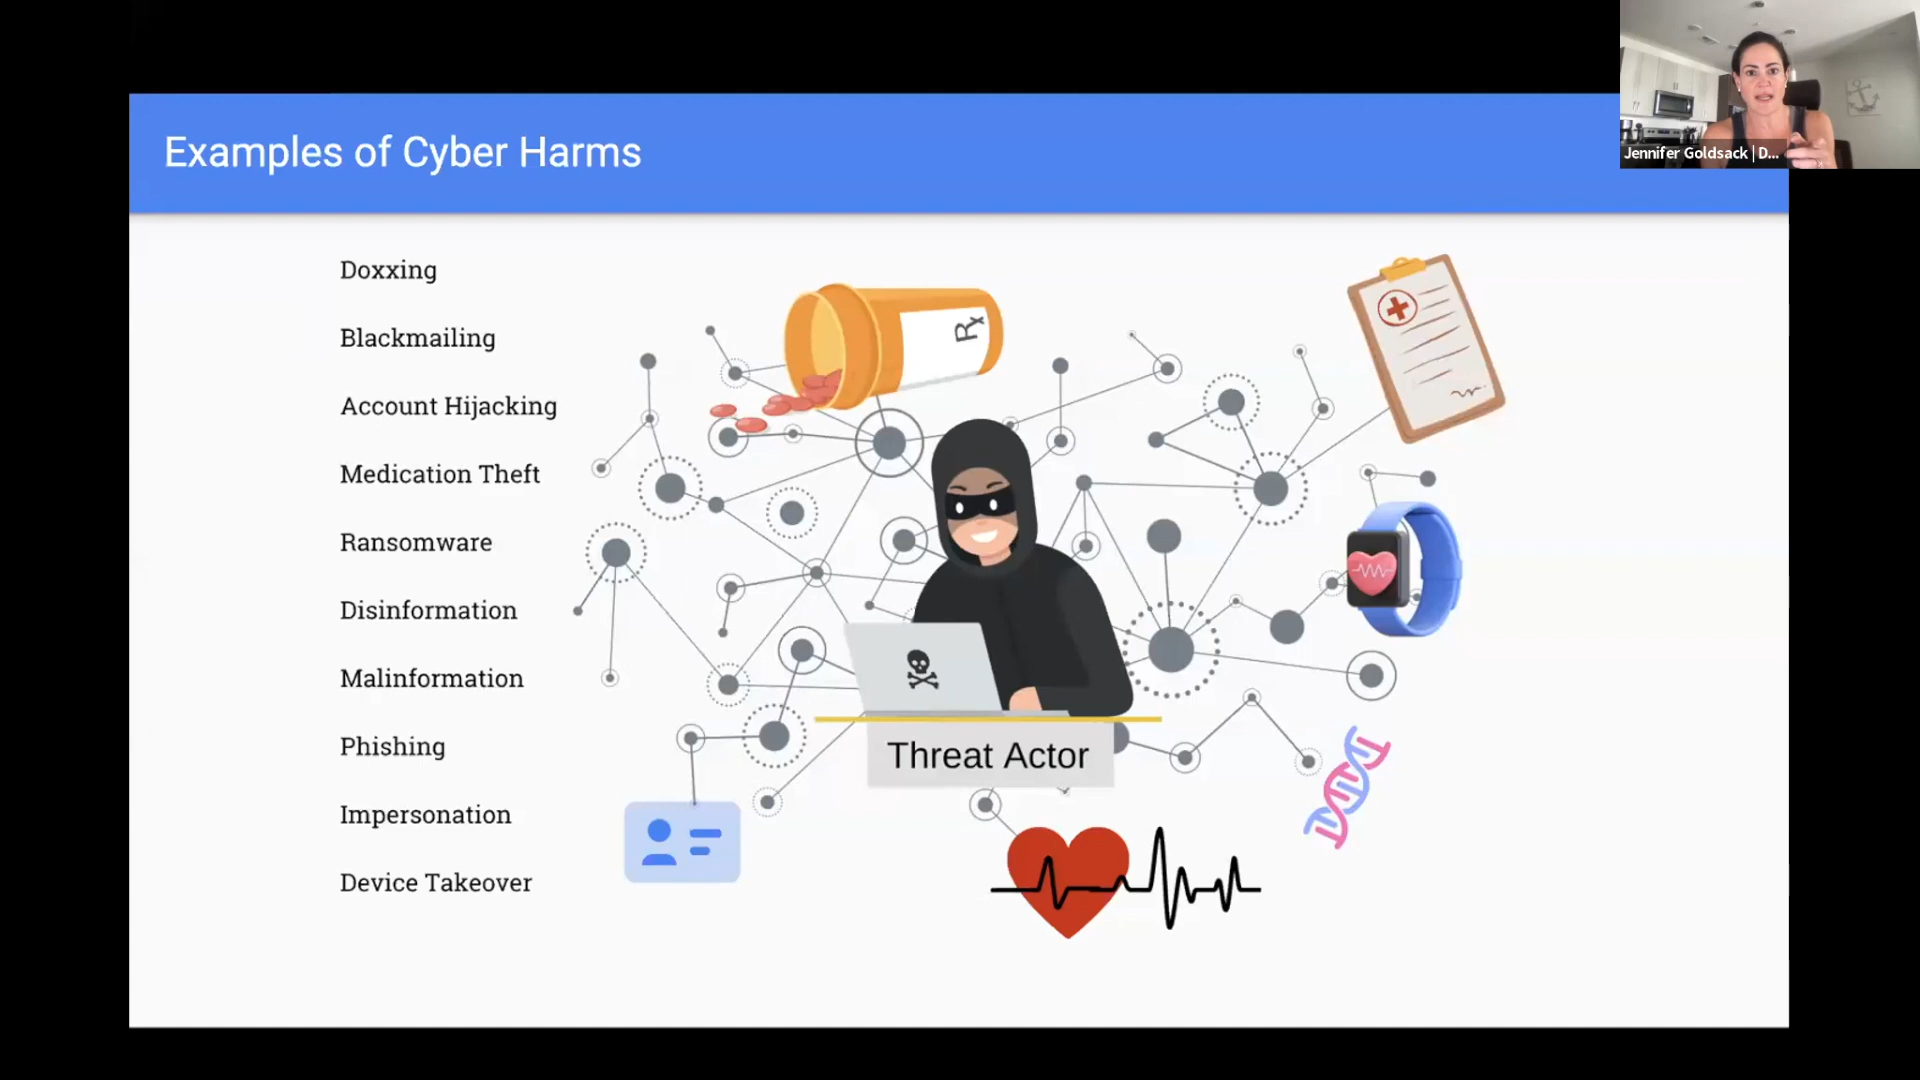 Examples of Cyber Harms
Jennifer Goldsack | D...
Doxxing
Blackmailing
Account Hijacking
Medication Theft
Ransomware
Disinformation
Malinformation
Phishing
Impersonation
Device Takeover
Rx
Threat Actor